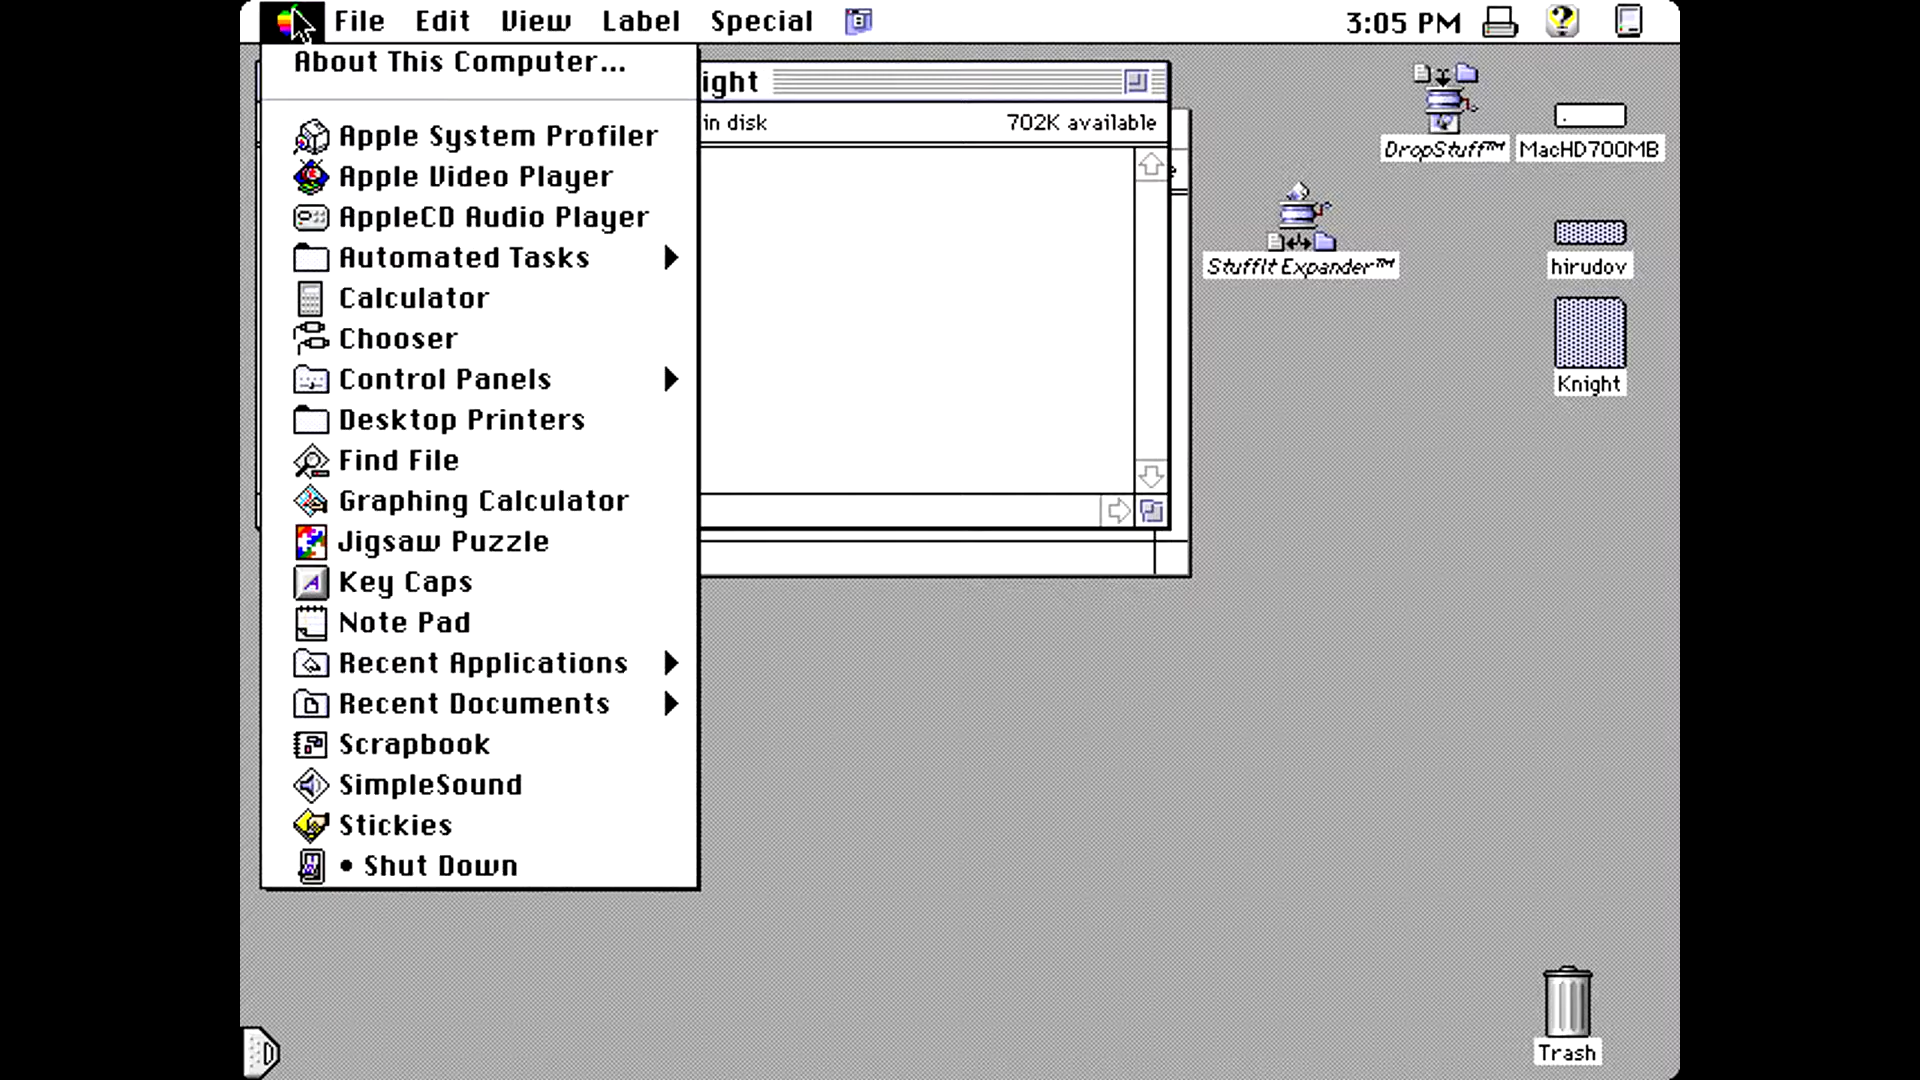 File Edit View Label Special 3:05 PM
About This Computer...
Apple System Profiler
Apple Video Player
AppleCD Audio Player
Automated Tasks
Calculator
Chooser
Control Panels
Desktop Printers
Find File
Graphing Calculator
Jigsaw Puzzle
Key Caps
Note Pad
Recent Applications
Recent Documents
Scrapbook
SimpleSound
Stickies
• Shut Down
ight
in disk 702K available
DropStuff™
MacHD700MB
StuffIt Expander™
hirudov
Knight
Trash